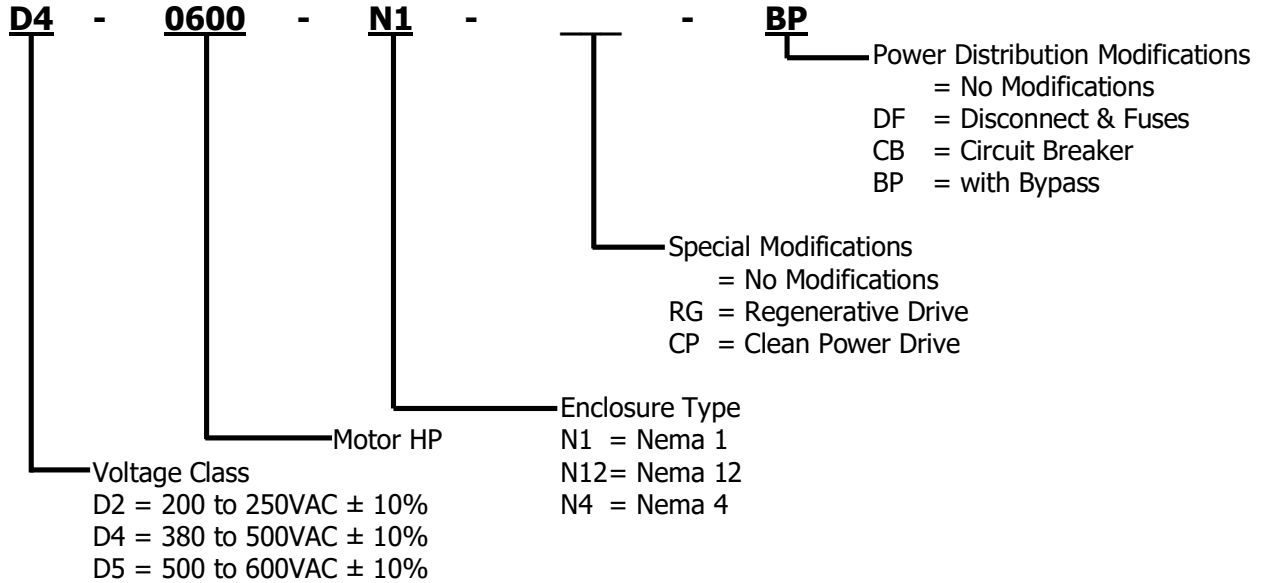 D4 - 0600 - N1 - ___ - BP
Power Distribution Modifications
= No Modifications
DF = Disconnect & Fuses
CB = Circuit Breaker
BP = with Bypass
Special Modifications
= No Modifications
RG = Regenerative Drive
CP = Clean Power Drive
Enclosure Type
N1 = Nema 1
N12= Nema 12
N4 = Nema 4
Motor HP
Voltage Class
D2 = 200 to 250VAC ± 10%
D4 = 380 to 500VAC ± 10%
D5 = 500 to 600VAC ± 10%